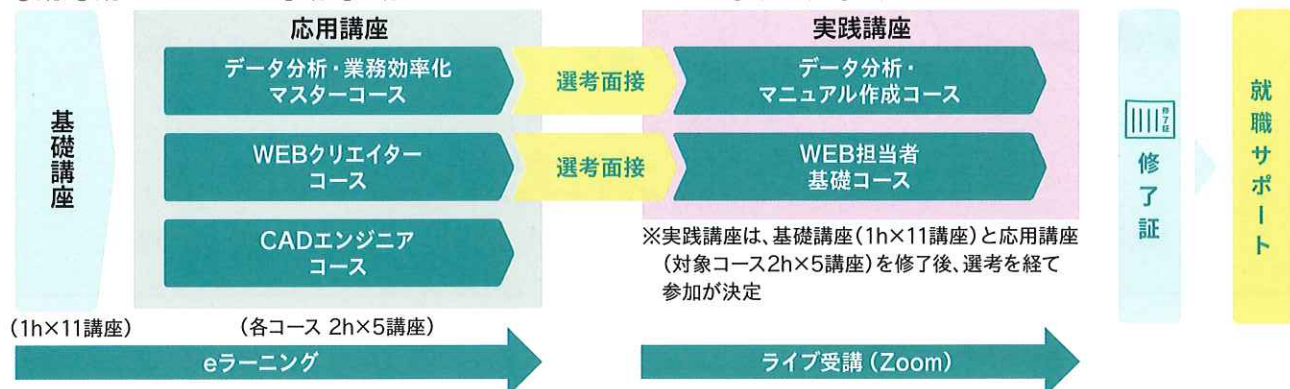 応用講座
実践講座
基礎講座
データ分析・業務効率化
マスターコース
選考面接
データ分析・
マニュアル作成コース
WEBクリエイター
コース
選考面接
WEB担当者
基礎コース
CADエンジニア
コース
※実践講座は、基礎講座(1h×11講座)と応用講座
(対象コース2h×5講座)を修了後、選考を経て
参加が決定
修了証
修了証
就職サポート
(1h×11講座)
(各コース 2h×5講座)
eラーニング
ライブ受講(Zoom)